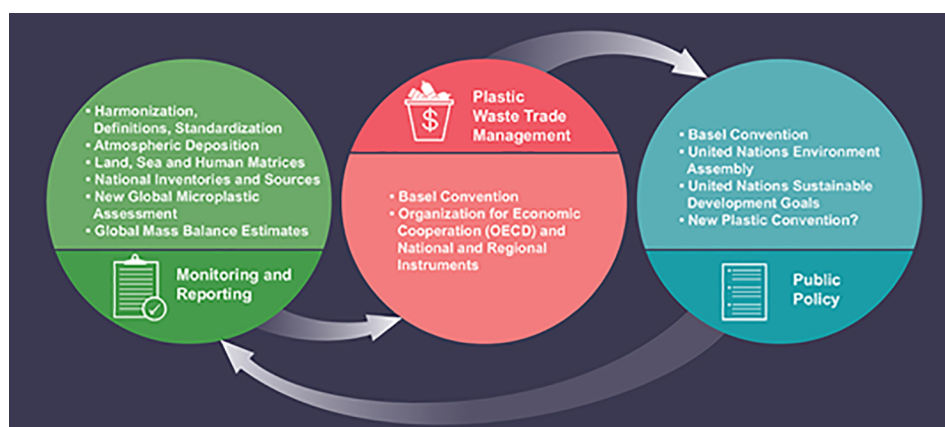 ▪ Harmonization,
Definitions, Standardization
▪ Atmospheric Deposition
▪ Land, Sea and Human Matrices
▪ National Inventories and Sources
▪ New Global Microplastic
Assessment
▪ Global Mass Balance Estimates
Monitoring and
Reporting
$
Plastic
Waste Trade
Management
▪ Basel Convention
▪ Organization for Economic
Cooperation (OECD) and
National and Regional
Instruments
▪ Basel Convention
▪ United Nations Environment
Assembly
▪ United Nations Sustainable
Development Goals
▪ New Plastic Convention?
Public
Policy